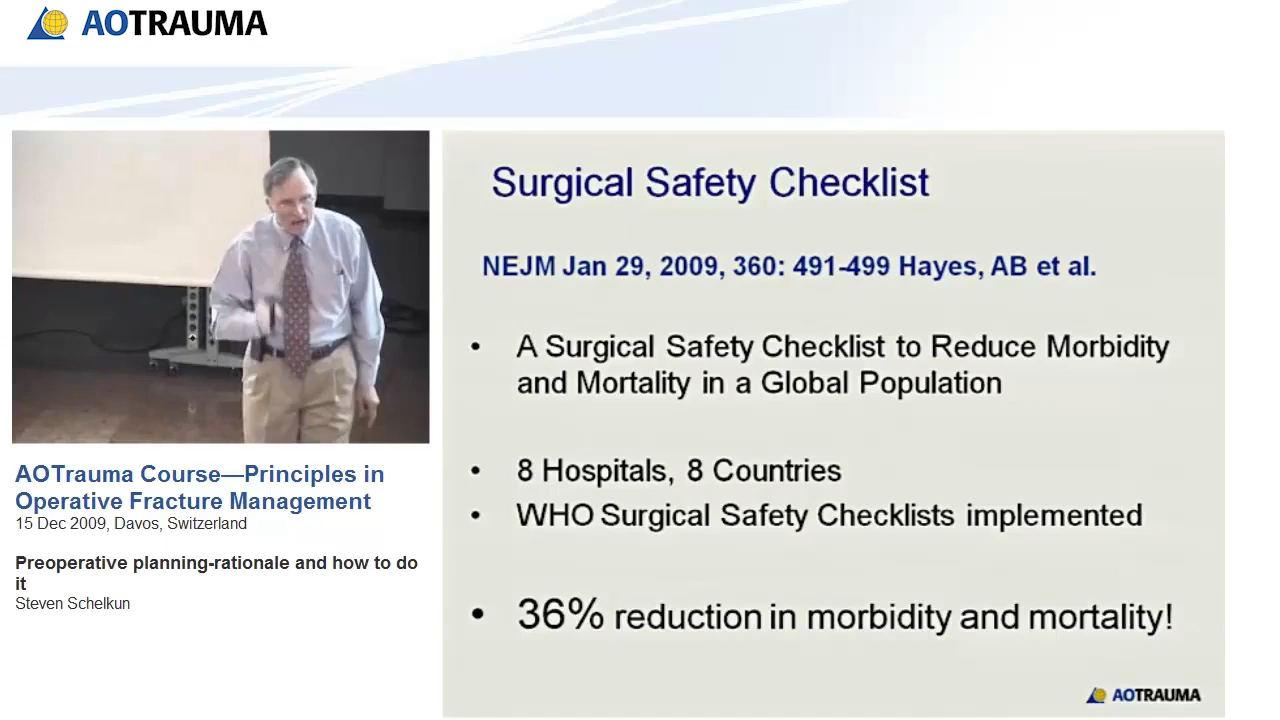 AOTRAUMA
AOTrauma Course—Principles in
Operative Fracture Management
15 Dec 2009, Davos, Switzerland
Preoperative planning-rationale and how to do
it
Steven Schelkun
Surgical Safety Checklist
NEJM Jan 29, 2009, 360: 491-499 Hayes, AB et al.
• A Surgical Safety Checklist to Reduce Morbidity
and Mortality in a Global Population
• 8 Hospitals, 8 Countries
• WHO Surgical Safety Checklists implemented
• 36% reduction in morbidity and mortality!
AOTRAUMA